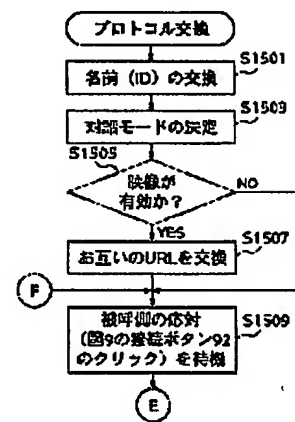 プロトコル交換
S1501
名前（ID）の交換
S1503
対話モードの決定
S1505
映像が
有効か？
NO
YES
S1507
お互いのURLを交換
F
S1509
被呼側の応対
（図9の接続ボタン92
のクリック）を待機
E